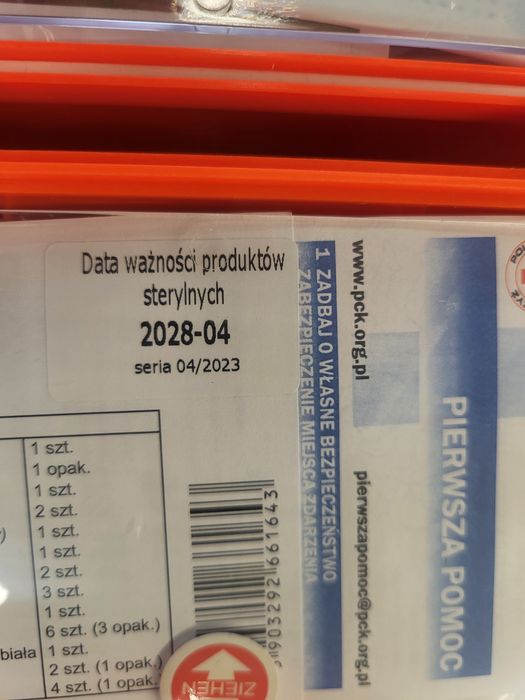 Data ważności produktów
sterylnych
2028-04
seria 04/2023
1 szt.
1 opak.
1 szt.
2 szt.
1 szt.
1 szt.
2 szt.
3 szt.
1 szt.
6 szt. (3 opak.)
biała 1 szt.
2 szt. (1 opak.)
4 szt. (1 opak.
5903292661643
1 ZADBAJ O WŁASNE BEZPIECZEŃSTWO
ZABEZPIECZENIE MIEJSCA ZDARZENIA
www.pck.org.pl
pierwszapomoc@pck.org.pl
PIERWSZA POMOC
ZIEHEN